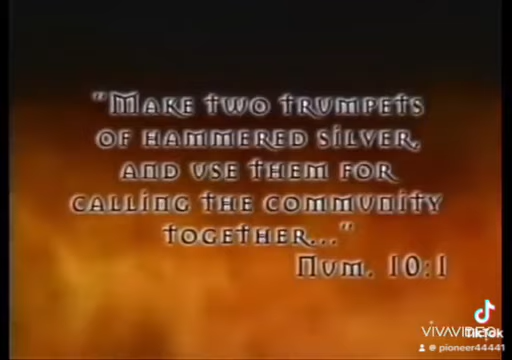 "Make two trumpets
of hammered silver,
and use them for
calling the community
together..."
Num. 10:1
VIVAVIDEO
TikTok
@pioneer44441